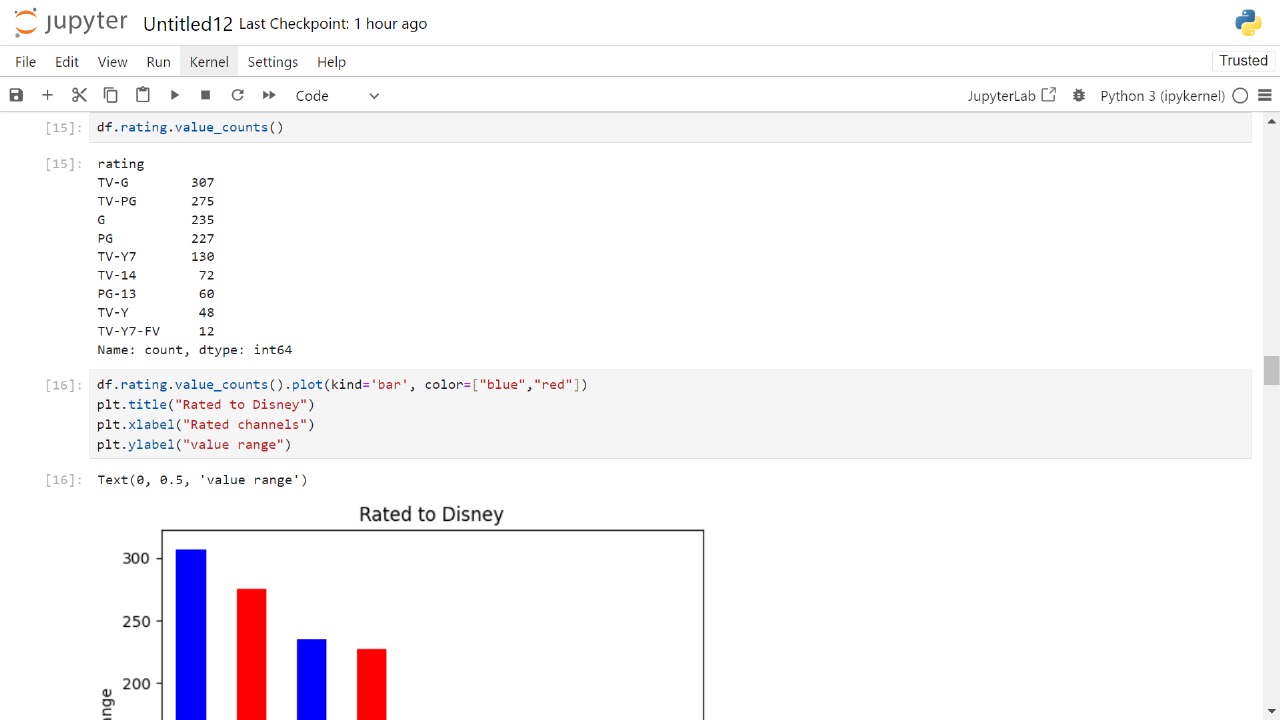 jupyter Untitled12 Last Checkpoint: 1 hour ago
File Edit View Run Kernel Settings Help Trusted
Code JupyterLab Python 3 (ipykernel)
[15]: df.rating.value_counts()
[15]: rating
TV-G 307
TV-PG 275
G 235
PG 227
TV-Y7 130
TV-14 72
PG-13 60
TV-Y 48
TV-Y7-FV 12
Name: count, dtype: int64
[16]: df.rating.value_counts().plot(kind='bar', color=["blue","red"])
plt.title("Rated to Disney")
plt.xlabel("Rated channels")
plt.ylabel("value range")
[16]: Text(0, 0.5, 'value range')
Rated to Disney
300
250
200